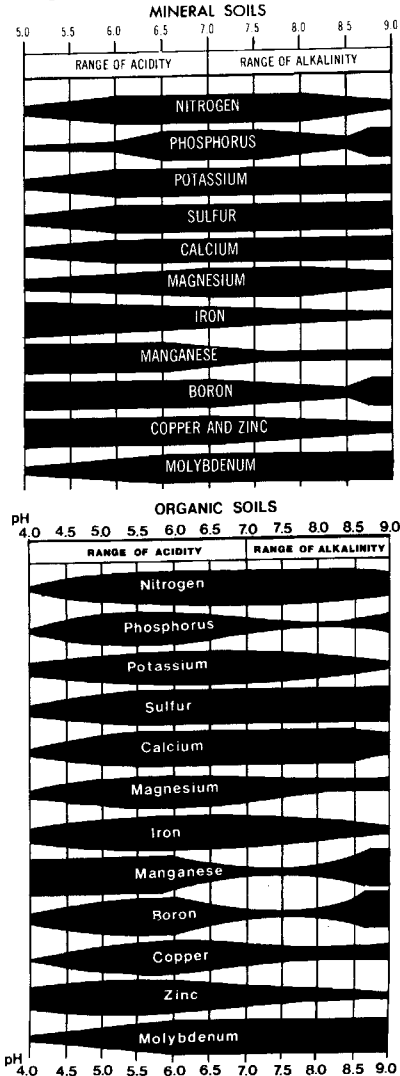 MINERAL SOILS
5.0 5.5 6.0 6.5 7.0 7.5 8.0 8.5 9.0
RANGE OF ACIDITY RANGE OF ALKALINITY
NITROGEN
PHOSPHORUS
POTASSIUM
SULFUR
CALCIUM
MAGNESIUM
IRON
MANGANESE
BORON
COPPER AND ZINC
MOLYBDENUM
ORGANIC SOILS
pH
4.0 4.5 5.0 5.5 6.0 6.5 7.0 7.5 8.0 8.5 9.0
RANGE OF ACIDITY RANGE OF ALKALINITY
Nitrogen
Phosphorus
Potassium
Sulfur
Calcium
Magnesium
Iron
Manganese
Boron
Copper
Zinc
Molybdenum
pH
4.0 4.5 5.0 5.5 6.0 6.5 7.0 7.5 8.0 8.5 9.0